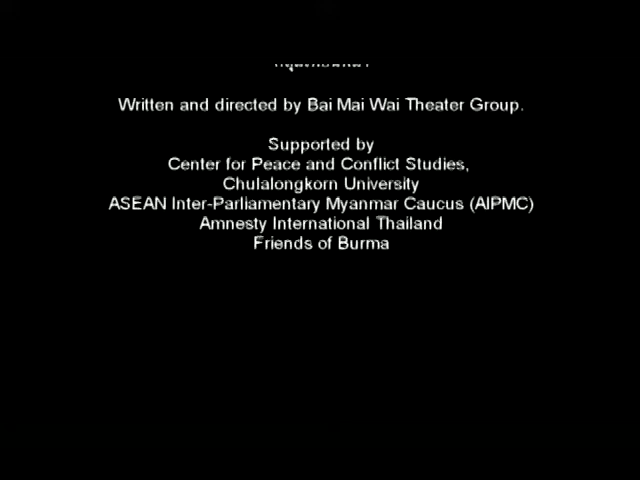 Written and directed by Bai Mai Wai Theater Group.
Supported by
Center for Peace and Conflict Studies,
Chulalongkorn University
ASEAN Inter-Parliamentary Myanmar Caucus (AIPMC)
Amnesty International Thailand
Friends of Burma